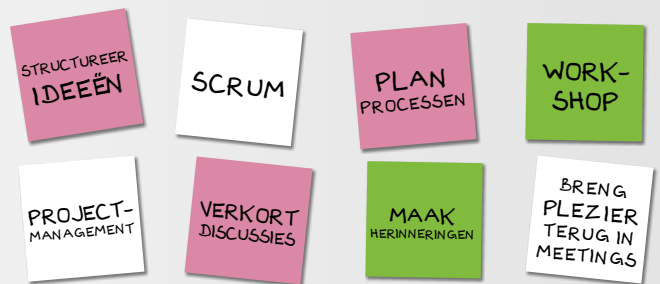 STRUCTUREER
IDEEËN
SCRUM
PLAN
PROCESSEN
WORK-
SHOP
PROJECT-
MANAGEMENT
VERKORT
DISCUSSIES
MAAK
HERINNERINGEN
BRENG
PLEZIER
TERUG IN
MEETINGS